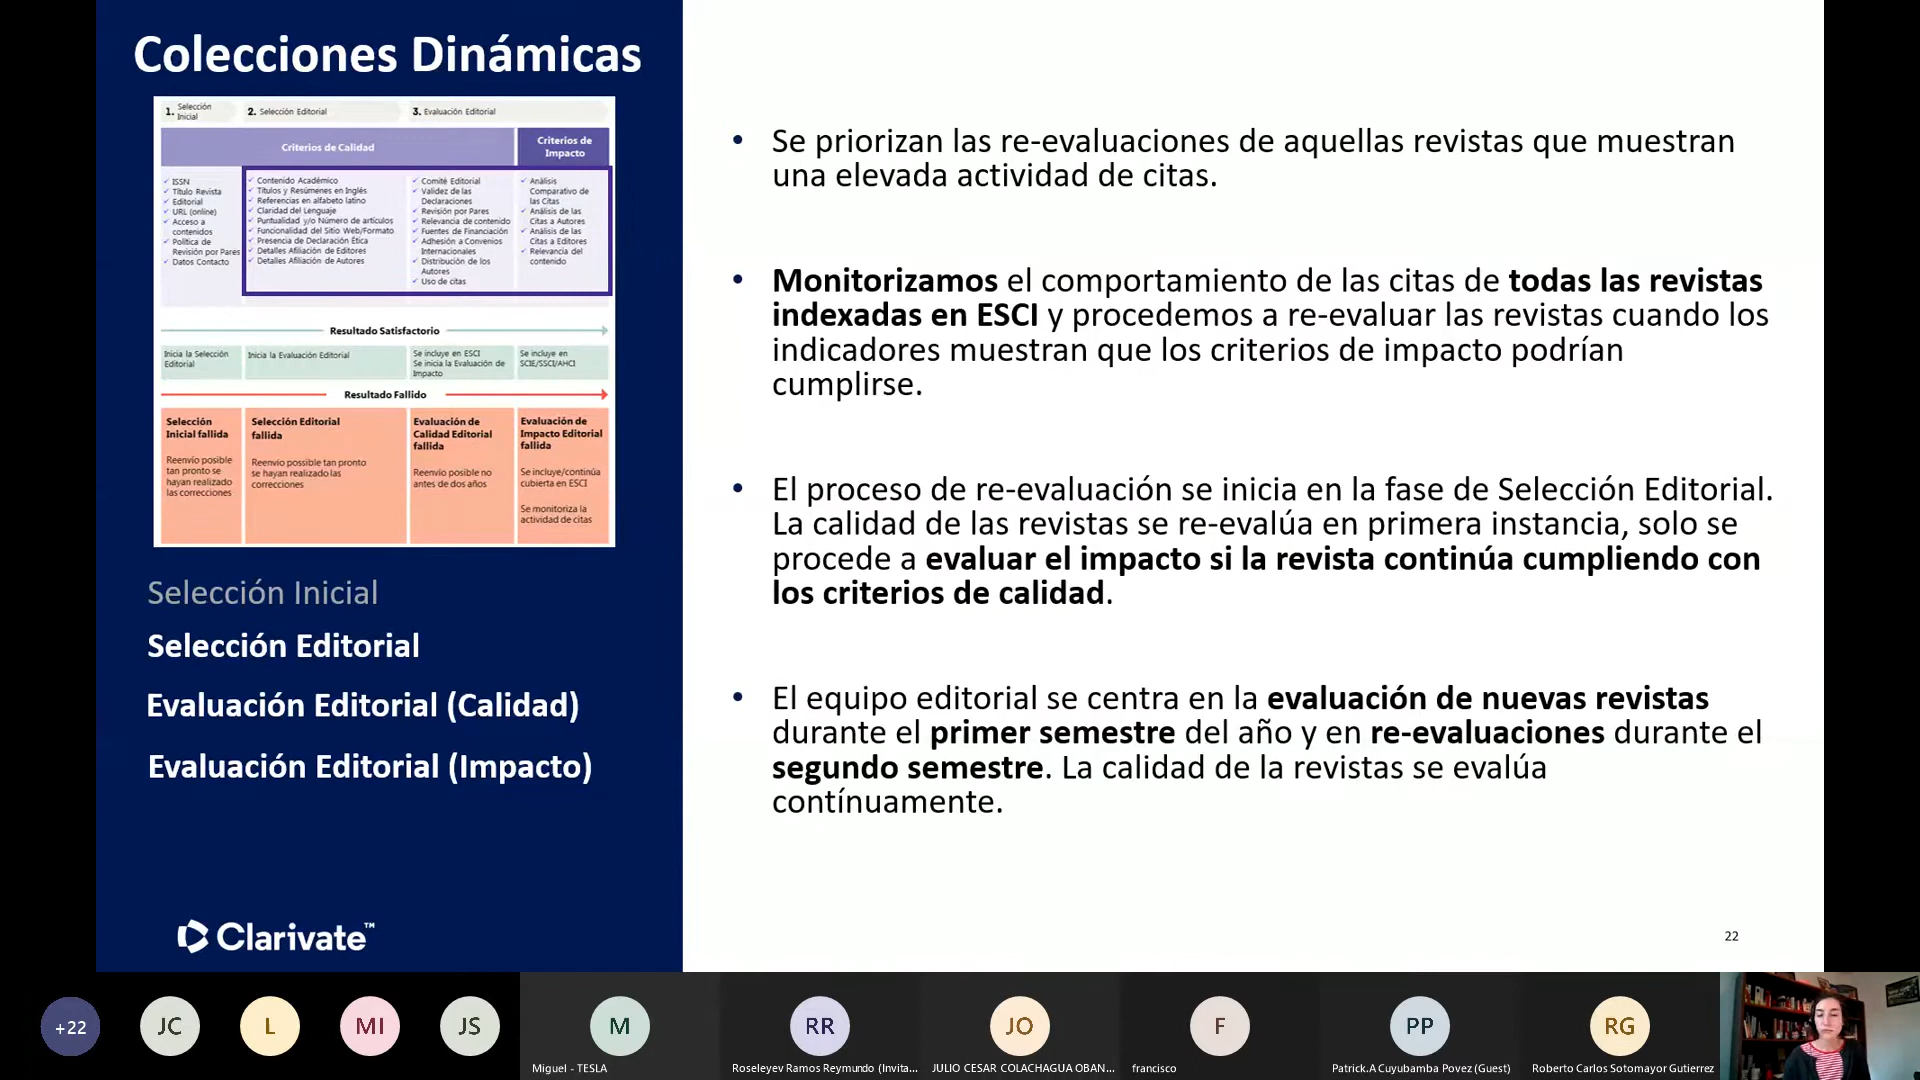 Colecciones Dinámicas
1. Selección Inicial
2. Selección Editorial
3. Evaluación Editorial
Criterios de Calidad
Criterios de Impacto
✓ ISSN
✓ Título Revista
✓ Editorial
✓ URL (online)
✓ Acceso a contenidos
✓ Política de Revisión por Pares
✓ Datos Contacto
✓ Contenido Académico
✓ Títulos y Resúmenes en Inglés
✓ Referencias en alfabeto latino
✓ Claridad del Lenguaje
✓ Puntualidad y/o Número de artículos
✓ Funcionalidad del Sitio Web/Formato
✓ Presencia de Declaración Ética
✓ Detalles Afiliación de Editores
✓ Detalles Afiliación de Autores
✓ Comité Editorial
✓ Validez de las Declaraciones
✓ Revisión por Pares
✓ Relevancia de contenido
✓ Fuentes de Financiación
✓ Adhesión a Convenios Internacionales
✓ Distribución de los Autores
✓ Uso de citas
✓ Análisis Comparativo de las Citas
✓ Análisis de las Citas a Autores
✓ Análisis de las Citas a Editores
✓ Relevancia del contenido
Resultado Satisfactorio
Inicia la Selección Editorial
Inicia la Evaluación Editorial
Se incluye en ESCI
Se inicia la Evaluación de Impacto
Se incluye en SCIE/SSCI/AHCI
Resultado Fallido
Selección Inicial fallida
Reenvío posible tan pronto se hayan realizado las correcciones
Selección Editorial fallida
Reenvío possible tan pronto se hayan realizado las correcciones
Evaluación de Calidad Editorial fallida
Reenvío posible no antes de dos años
Evaluación de Impacto Editorial fallida
Se incluye/continúa cubierta en ESCI
Se monitoriza la actividad de citas
Selección Inicial
Selección Editorial
Evaluación Editorial (Calidad)
Evaluación Editorial (Impacto)
Clarivate™
• Se priorizan las re-evaluaciones de aquellas revistas que muestran
una elevada actividad de citas.
• Monitorizamos el comportamiento de las citas de todas las revistas
indexadas en ESCI y procedemos a re-evaluar las revistas cuando los
indicadores muestran que los criterios de impacto podrían
cumplirse.
• El proceso de re-evaluación se inicia en la fase de Selección Editorial.
La calidad de las revistas se re-evalúa en primera instancia, solo se
procede a evaluar el impacto si la revista continúa cumpliendo con
los criterios de calidad.
• El equipo editorial se centra en la evaluación de nuevas revistas
durante el primer semestre del año y en re-evaluaciones durante el
segundo semestre. La calidad de la revistas se evalúa
contínuamente.
22
+22
JC
L
MI
JS
M
RR
JO
F
PP
RG
Miguel - TESLA
Roseleyev Ramos Reymundo (Invita...
JULIO CESAR COLACHAGUA OBAN...
francisco
Patrick.A Cuyubamba Povez (Guest)
Roberto Carlos Sotomayor Gutierrez